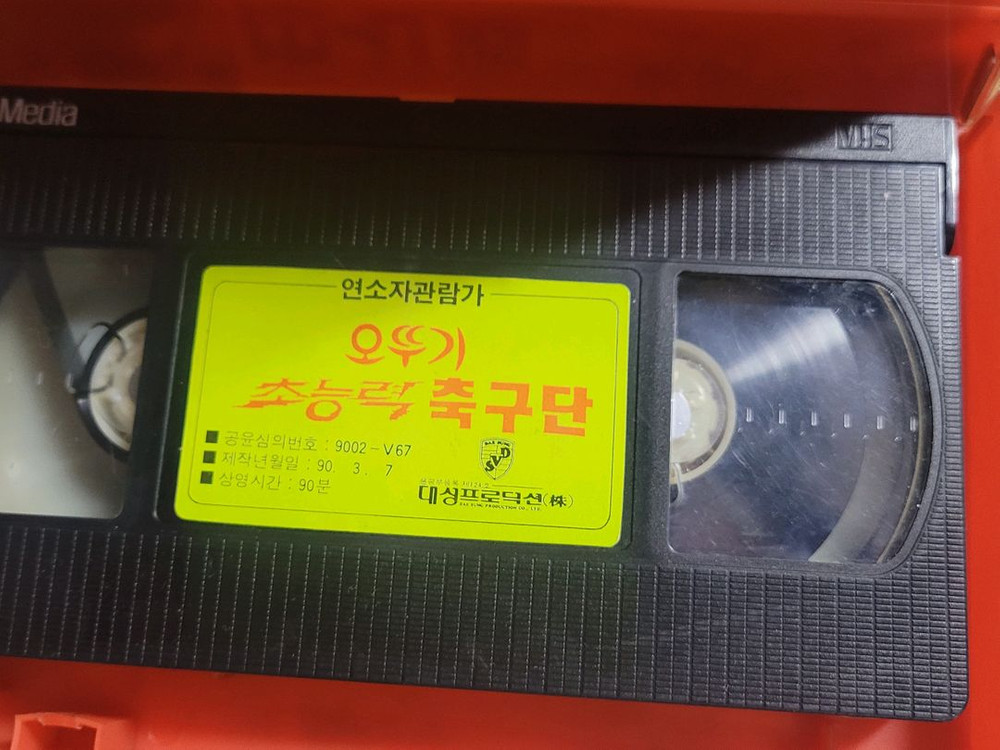 Media
VHS
연소자관람가
오뚜기
초능력 축구단
■ 공윤심의번호 : 9002-V67
■ 제작년월일 : 90. 3. 7
■ 상영시간 : 90분
SVD
대성프로덕션(株)